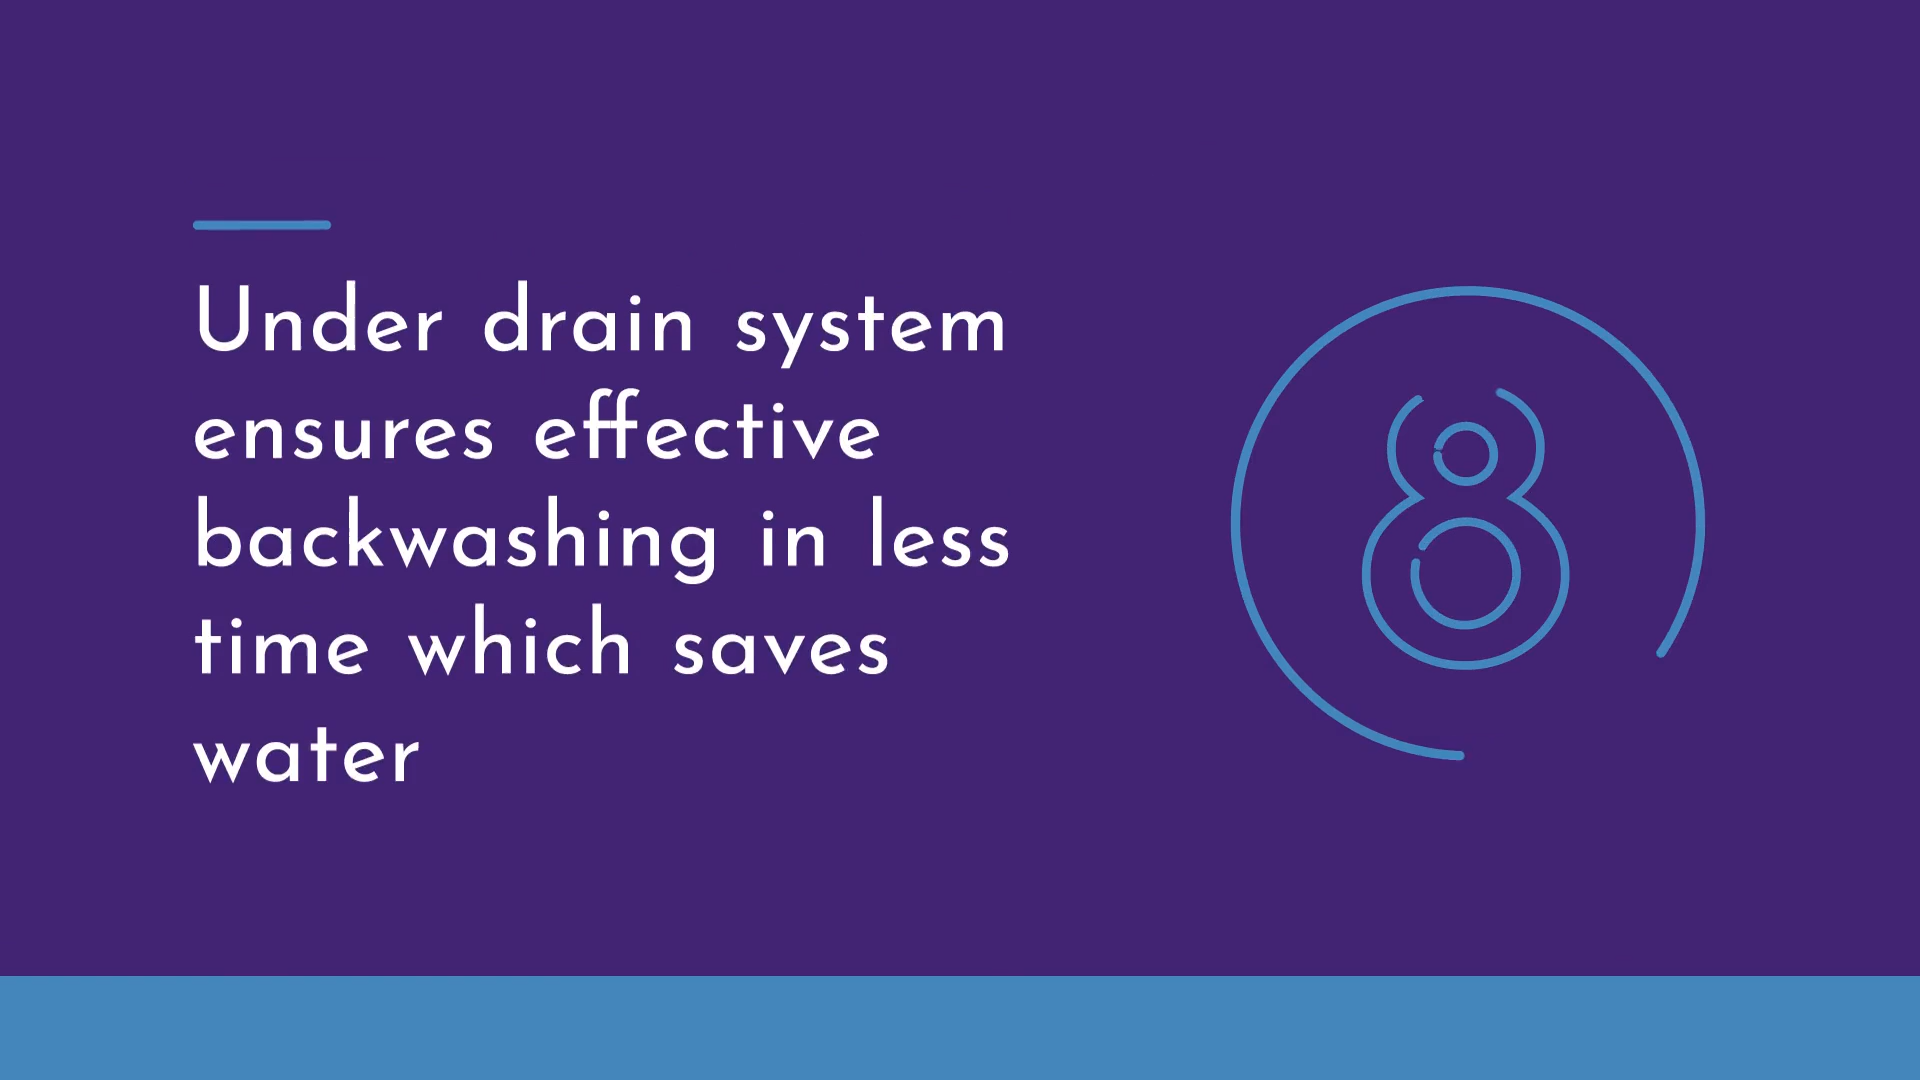 Under drain system
ensures effective
backwashing in less
time which saves
water
8